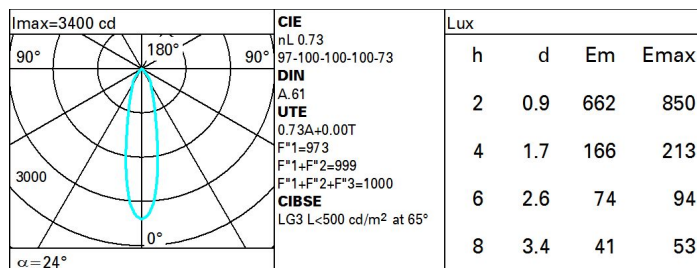 Imax=3400 cd
90°
180°
90°
3000
0°
α=24°
CIE
nL 0.73
97-100-100-100-73
DIN
A.61
UTE
0.73A+0.00T
F"1=973
F"1+F"2=999
F"1+F"2+F"3=1000
CIBSE
LG3 L<500 cd/m² at 65°
Lux
h d Em Emax
2 0.9 662 850
4 1.7 166 213
6 2.6 74 94
8 3.4 41 53